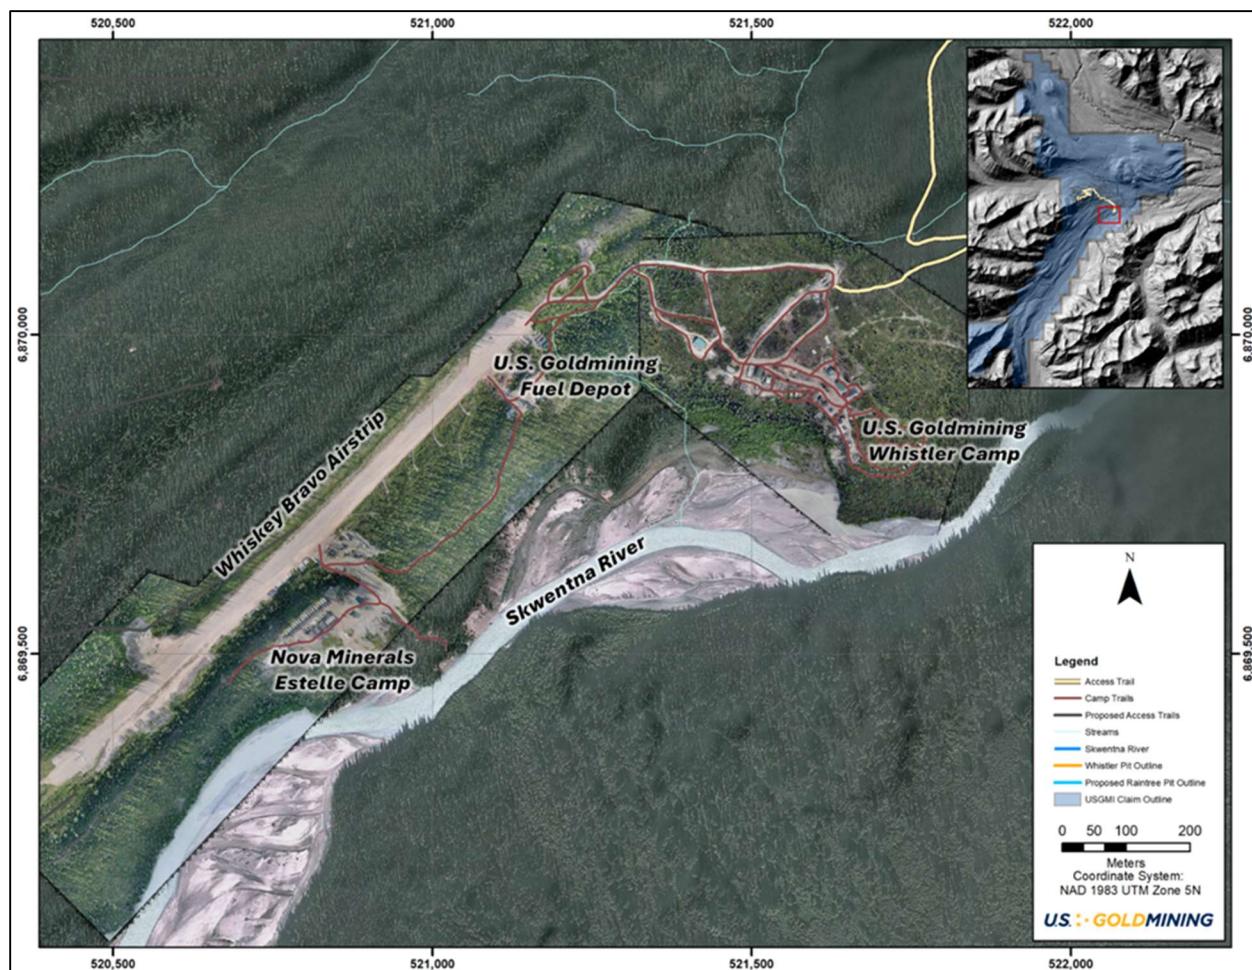 520,500
521,000
521,500
522,000
6,870,000
6,870,000
U.S. Goldmining
Fuel Depot
Whiskey Bravo Airstrip
U.S. Goldmining
Whistler Camp
Skwentna River
Nova Minerals
Estelle Camp
6,869,500
6,869,500
N
Legend
Access Trail
Camp Trails
Proposed Access Trails
Streams
Skwentna River
Whistler Pit Outline
Proposed Raintree Pit Outline
USGMI Claim Outline
0 50 100 200
Meters
Coordinate System:
NAD 1983 UTM Zone 5N
U.S. GOLDMINING
520,500
521,000
521,500
522,000